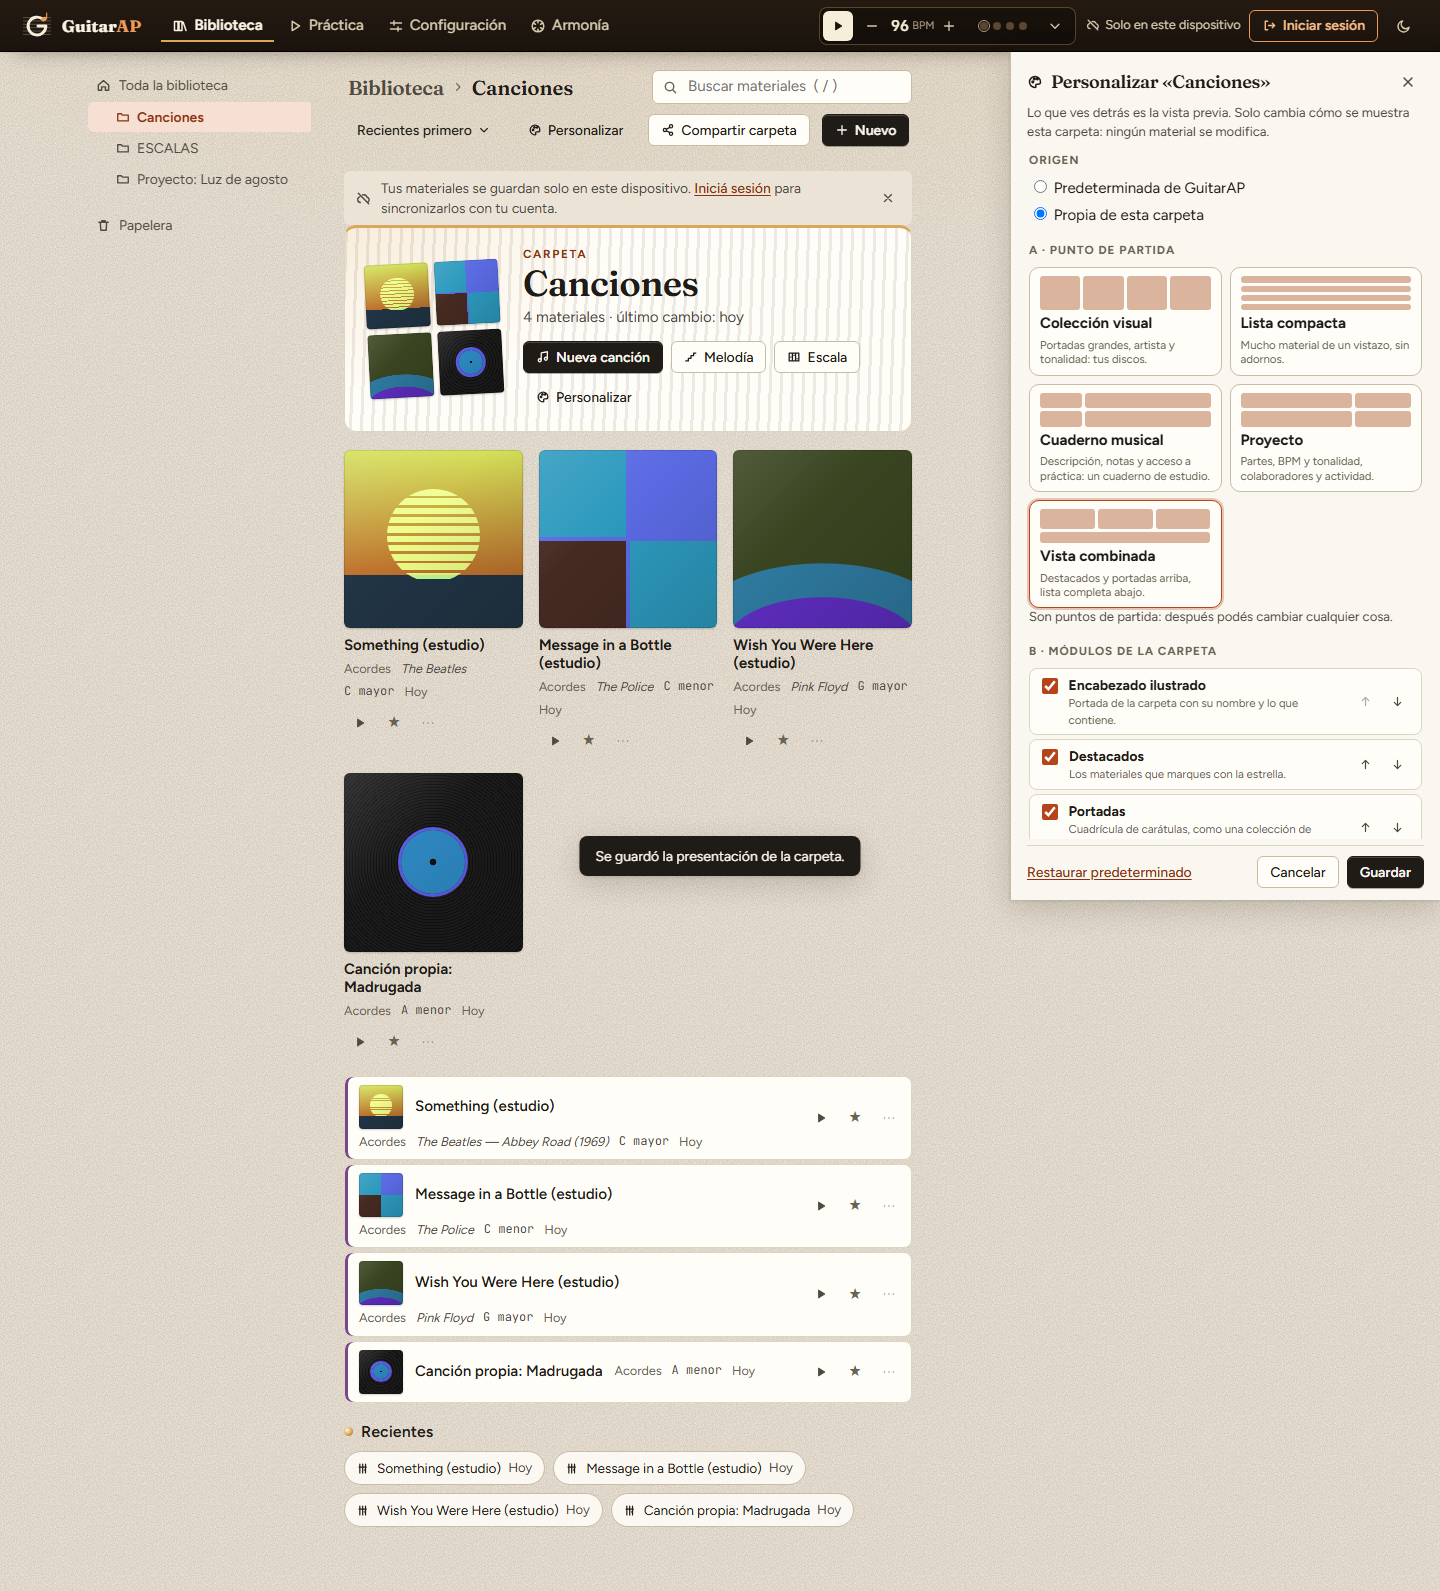 GuitarAP
Biblioteca
Práctica
Configuración
Armonía
96 BPM
Solo en este dispositivo
Iniciar sesión
Toda la biblioteca
Canciones
ESCALAS
Proyecto: Luz de agosto
Papelera
Biblioteca > Canciones
Buscar materiales ( / )
Recientes primero
Personalizar
Compartir carpeta
+ Nuevo
Tus materiales se guardan solo en este dispositivo. Iniciá sesión para
sincronizarlos con tu cuenta.
CARPETA
Canciones
4 materiales · último cambio: hoy
Nueva canción
Melodía
Escala
Personalizar
Something (estudio)
Acordes The Beatles
C mayor Hoy
Message in a Bottle
(estudio)
Acordes The Police C menor
Hoy
Wish You Were Here
(estudio)
Acordes Pink Floyd G mayor
Hoy
Canción propia:
Madrugada
Acordes A menor Hoy
Something (estudio)
Acordes The Beatles — Abbey Road (1969) C mayor Hoy
Message in a Bottle (estudio)
Acordes The Police C menor Hoy
Wish You Were Here (estudio)
Acordes Pink Floyd G mayor Hoy
Canción propia: Madrugada Acordes A menor Hoy
Recientes
Something (estudio) Hoy
Message in a Bottle (estudio) Hoy
Wish You Were Here (estudio) Hoy
Canción propia: Madrugada Hoy
Se guardó la presentación de la carpeta.
Personalizar «Canciones»
Lo que ves detrás es la vista previa. Solo cambia cómo se muestra
esta carpeta: ningún material se modifica.
ORIGEN
Predeterminada de GuitarAP
Propia de esta carpeta
A · PUNTO DE PARTIDA
Colección visual
Portadas grandes, artista y
tonalidad: tus discos.
Lista compacta
Mucho material de un vistazo, sin
adornos.
Cuaderno musical
Descripción, notas y acceso a
práctica: un cuaderno de estudio.
Proyecto
Partes, BPM y tonalidad,
colaboradores y actividad.
Vista combinada
Destacados y portadas arriba,
lista completa abajo.
Son puntos de partida: después podés cambiar cualquier cosa.
B · MÓDULOS DE LA CARPETA
Encabezado ilustrado
Portada de la carpeta con su nombre y lo que
contiene.
Destacados
Los materiales que marques con la estrella.
Portadas
Cuadrícula de carátulas, como una colección de
Restaurar predeterminado
Cancelar
Guardar